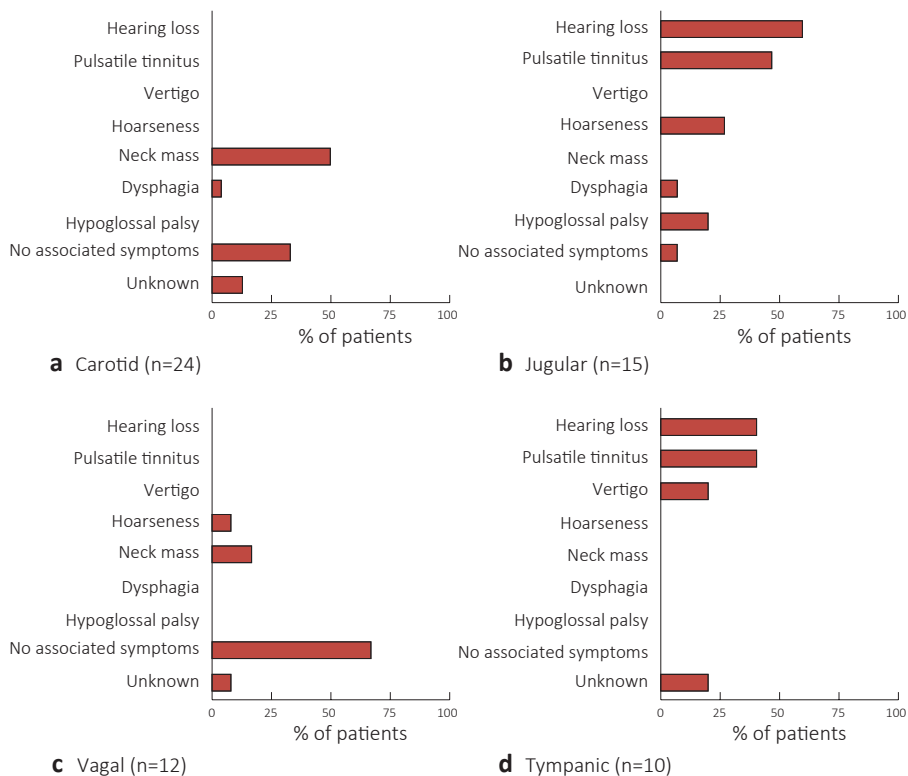 Hearing loss
Pulsatile tinnitus
Vertigo
Hoarseness
Neck mass
Dysphagia
Hypoglossal palsy
No associated symptoms
Unknown
0 25 50 75 100
% of patients
a Carotid (n=24)
Hearing loss
Pulsatile tinnitus
Vertigo
Hoarseness
Neck mass
Dysphagia
Hypoglossal palsy
No associated symptoms
Unknown
0 25 50 75 100
% of patients
b Jugular (n=15)
Hearing loss
Pulsatile tinnitus
Vertigo
Hoarseness
Neck mass
Dysphagia
Hypoglossal palsy
No associated symptoms
Unknown
0 25 50 75 100
% of patients
c Vagal (n=12)
Hearing loss
Pulsatile tinnitus
Vertigo
Hoarseness
Neck mass
Dysphagia
Hypoglossal palsy
No associated symptoms
Unknown
0 25 50 75 100
% of patients
d Tympanic (n=10)